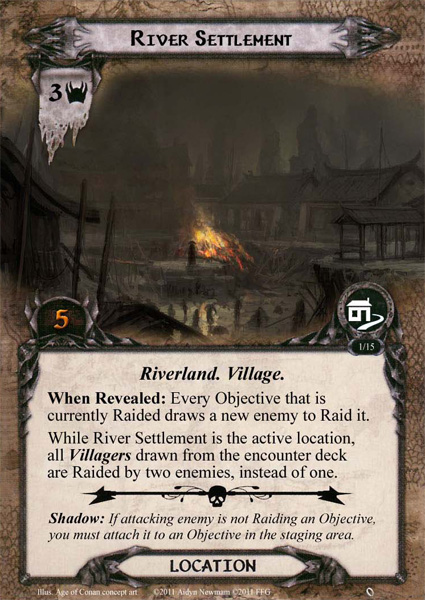 River Settlement
3
5
1/15
Riverland. Village.
When Revealed: Every Objective that is
currently Raided draws a new enemy to Raid it.
While River Settlement is the active location,
all Villagers drawn from the encounter deck
are Raided by two enemies, instead of one.
Shadow: If attacking enemy is not Raiding an Objective,
you must attach it to an Objective in the staging area.
LOCATION
Illus. Age of Conan concept art ©2011 Aidyn Newmam ©2011 FFG